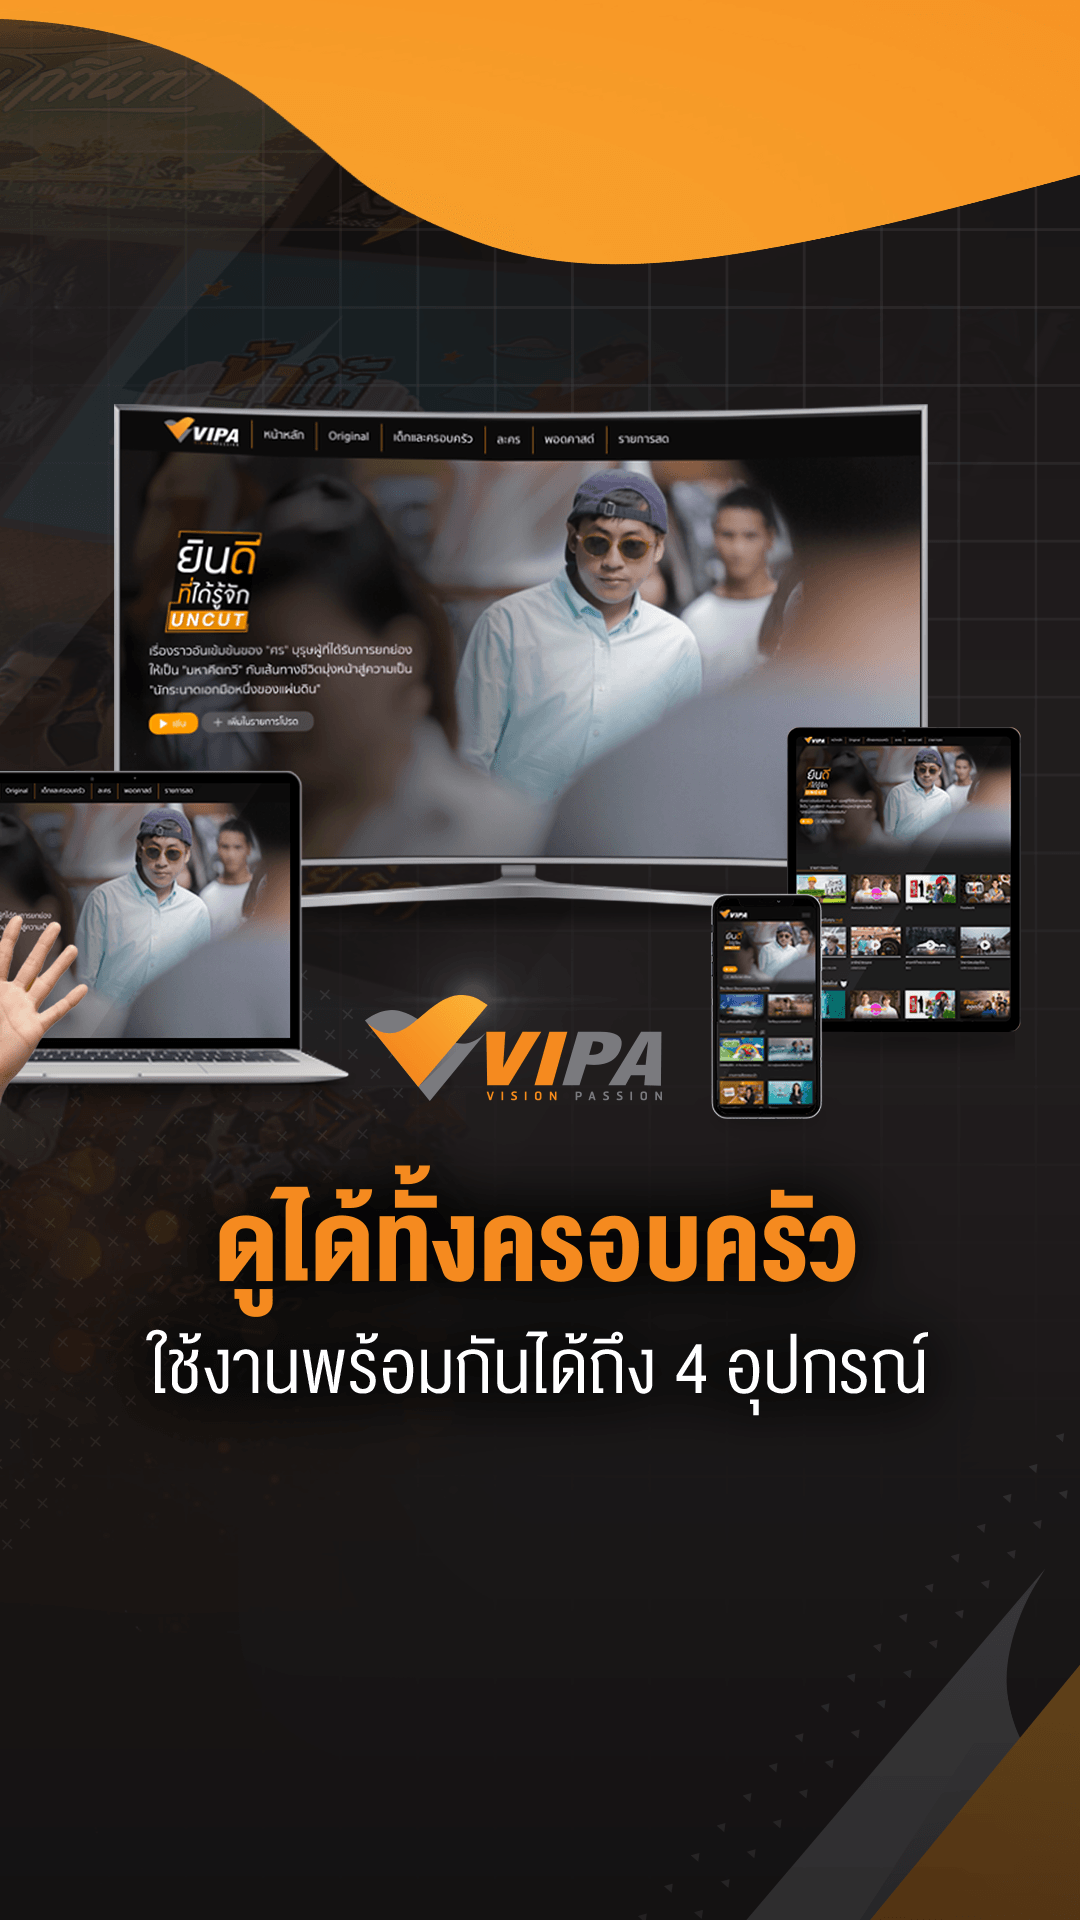 VIPA
หน้าหลัก
Original
เด็กและครอบครัว
ละคร
พอดคาสต์
รายการสด
ยินดี
ที่ได้รู้จัก
UNCUT
เรื่องราวอันเข้มข้นของ "ศร" บุรุษผู้ที่ได้รับการยกย่อง
ให้เป็น "มหาคีตกวี" กับเส้นทางชีวิตมุ่งหน้าสู่ความเป็น
"นักระนาดเอกมือหนึ่งของแผ่นดิน"
เล่น
+ เพิ่มในรายการโปรด
Original
เด็กและครอบครัว
ละคร
พอดคาสต์
รายการสด
VIPA
ยินดี
ที่ได้รู้จัก
UNCUT
VIPA
VIPA
VISION PASSION
ดูได้ทั้งครอบครัว
ใช้งานพร้อมกันได้ถึง 4 อุปกรณ์